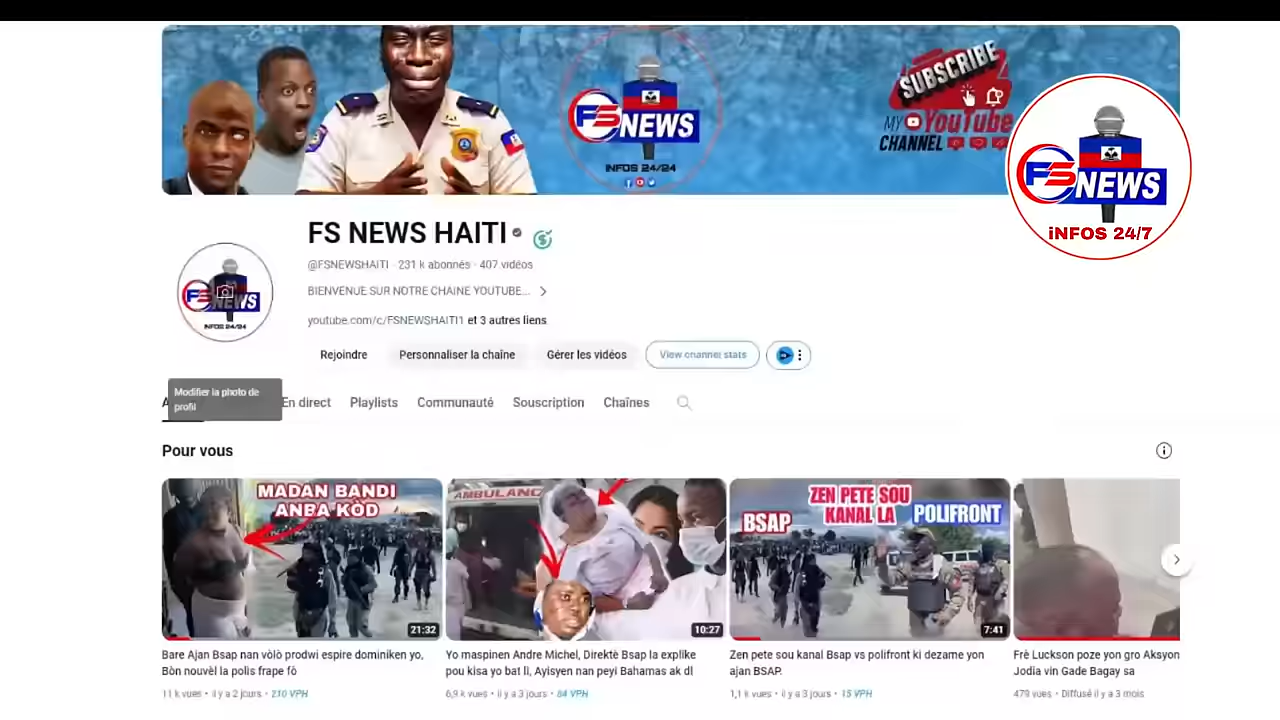 SUBSCRIBE
MY YouTube
CHANNEL
FS NEWS
INFOS 24/24
FS NEWS
iNFOS 24/7
FS NEWS HAITI
@FSNEWSHAITI · 231 k abonnés · 407 vidéos
BIENVENUE SUR NOTRE CHAINE YOUTUBE...
youtube.com/c/FSNEWSHAITI1 et 3 autres liens
FS NEWS
INFOS 24/24
Rejoindre Personnaliser la chaîne Gérer les vidéos View channel stats
Modifier la photo de
profil
A En direct Playlists Communauté Souscription Chaînes
Pour vous
MADAN BANDI
ANBA KÒD
21:32
AMBULANC
10:27
ZEN PETE SOU
KANAL LA
BSAP
POLIFRONT
7:41
Bare Ajan Bsap nan vòlò prodwi espire dominiken yo,
Bòn nouvèl la polis frape fò
11 k vues • il y a 2 jours • 210 VPH
Yo maspinen Andre Michel, Direktè Bsap la explike
pou kisa yo bat li, Ayisyen nan peyi Bahamas ak dl
6,9 k vues • il y a 3 jours • 84 VPH
Zen pete sou kanal Bsap vs polifront ki dezame yon
ajan BSAP.
1,1 k vues • il y a 3 jours • 15 VPH
Frè Luckson poze yon gro Aksyon
Jodia vin Gade Bagay sa
479 vues • Diffusé il y a 3 mois